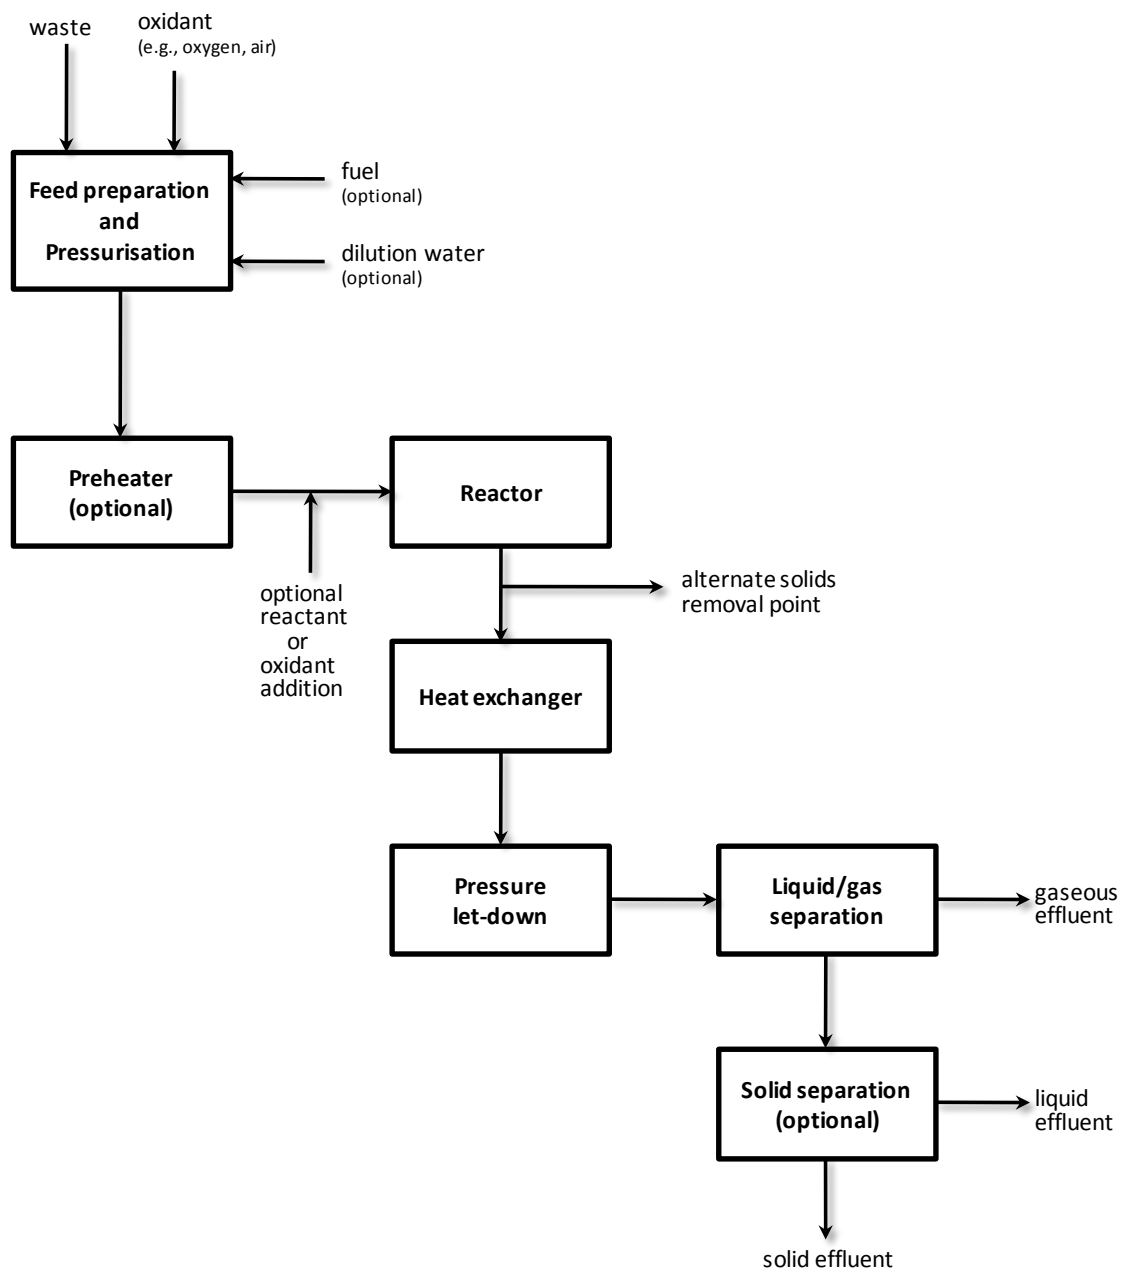 waste
oxidant
(e.g., oxygen, air)
Feed preparation
and
Pressurisation
fuel
(optional)
dilution water
(optional)
Preheater
(optional)
Reactor
optional
reactant
or
oxidant
addition
alternate solids
removal point
Heat exchanger
Pressure
let-down
Liquid/gas
separation
gaseous
effluent
Solid separation
(optional)
liquid
effluent
solid effluent